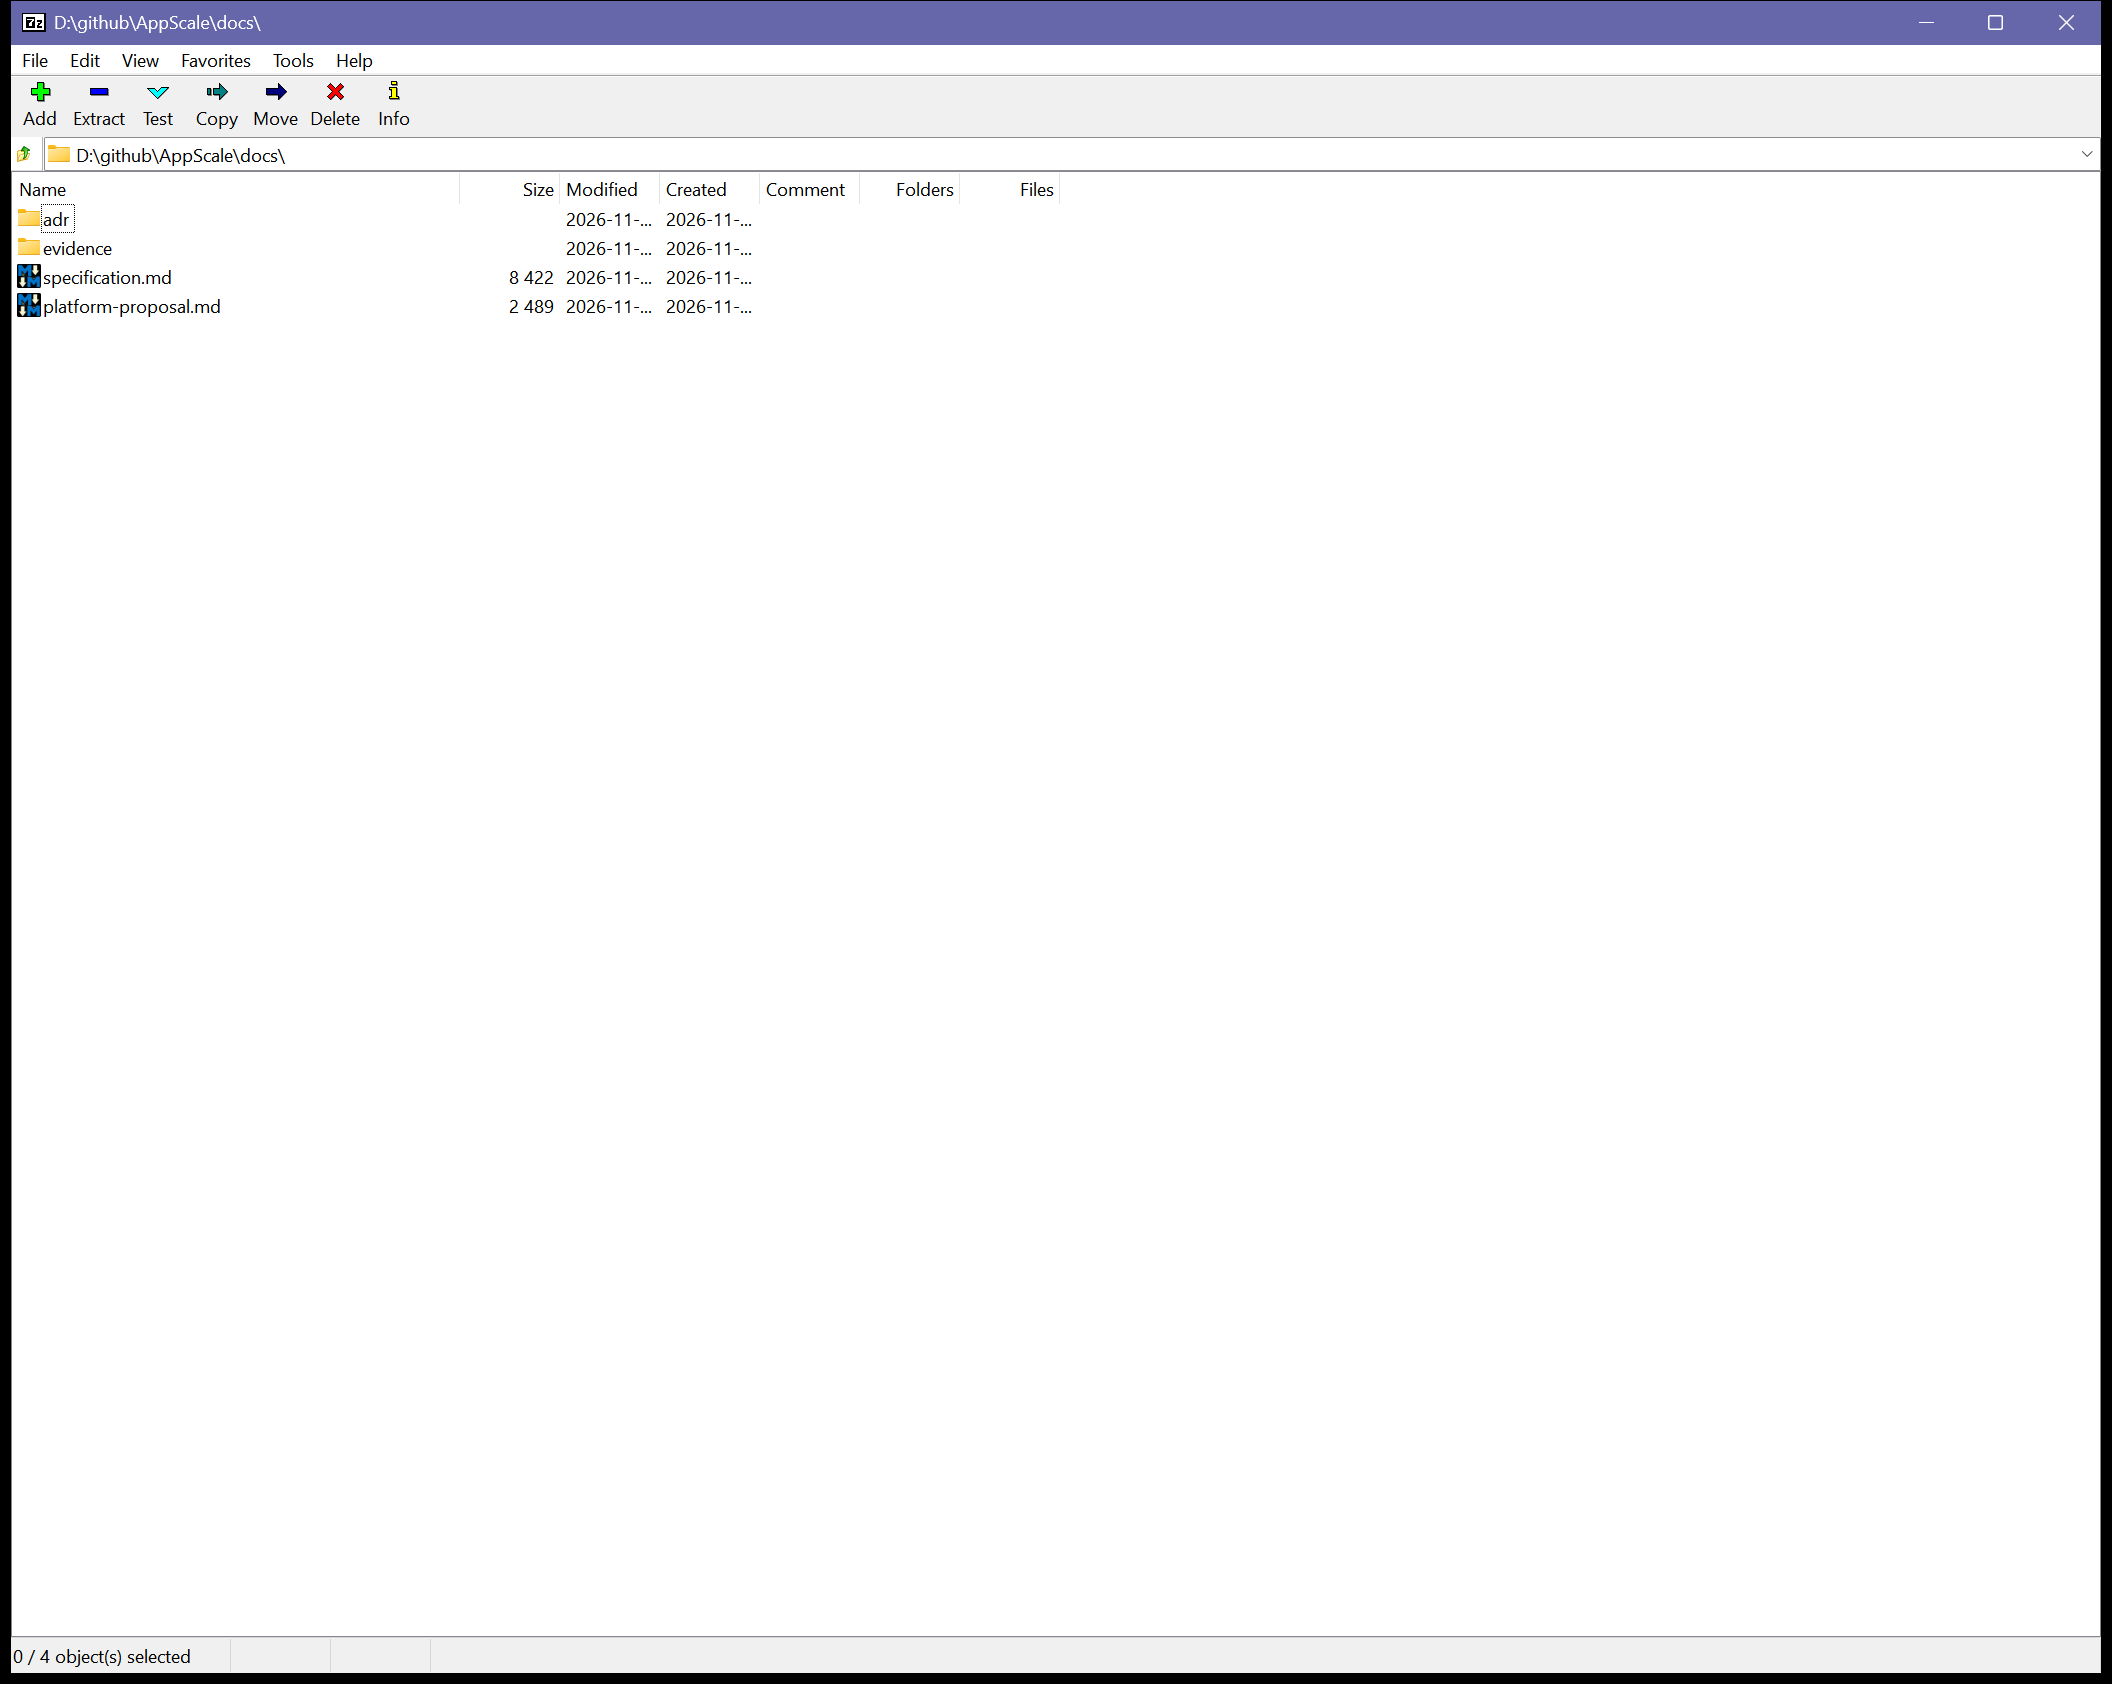 D:\github\AppScale\docs\
File Edit View Favorites Tools Help
Add Extract Test Copy Move Delete Info
D:\github\AppScale\docs\
Name Size Modified Created Comment Folders Files
adr 2026-11-... 2026-11-...
evidence 2026-11-... 2026-11-...
specification.md 8 422 2026-11-... 2026-11-...
platform-proposal.md 2 489 2026-11-... 2026-11-...
0 / 4 object(s) selected